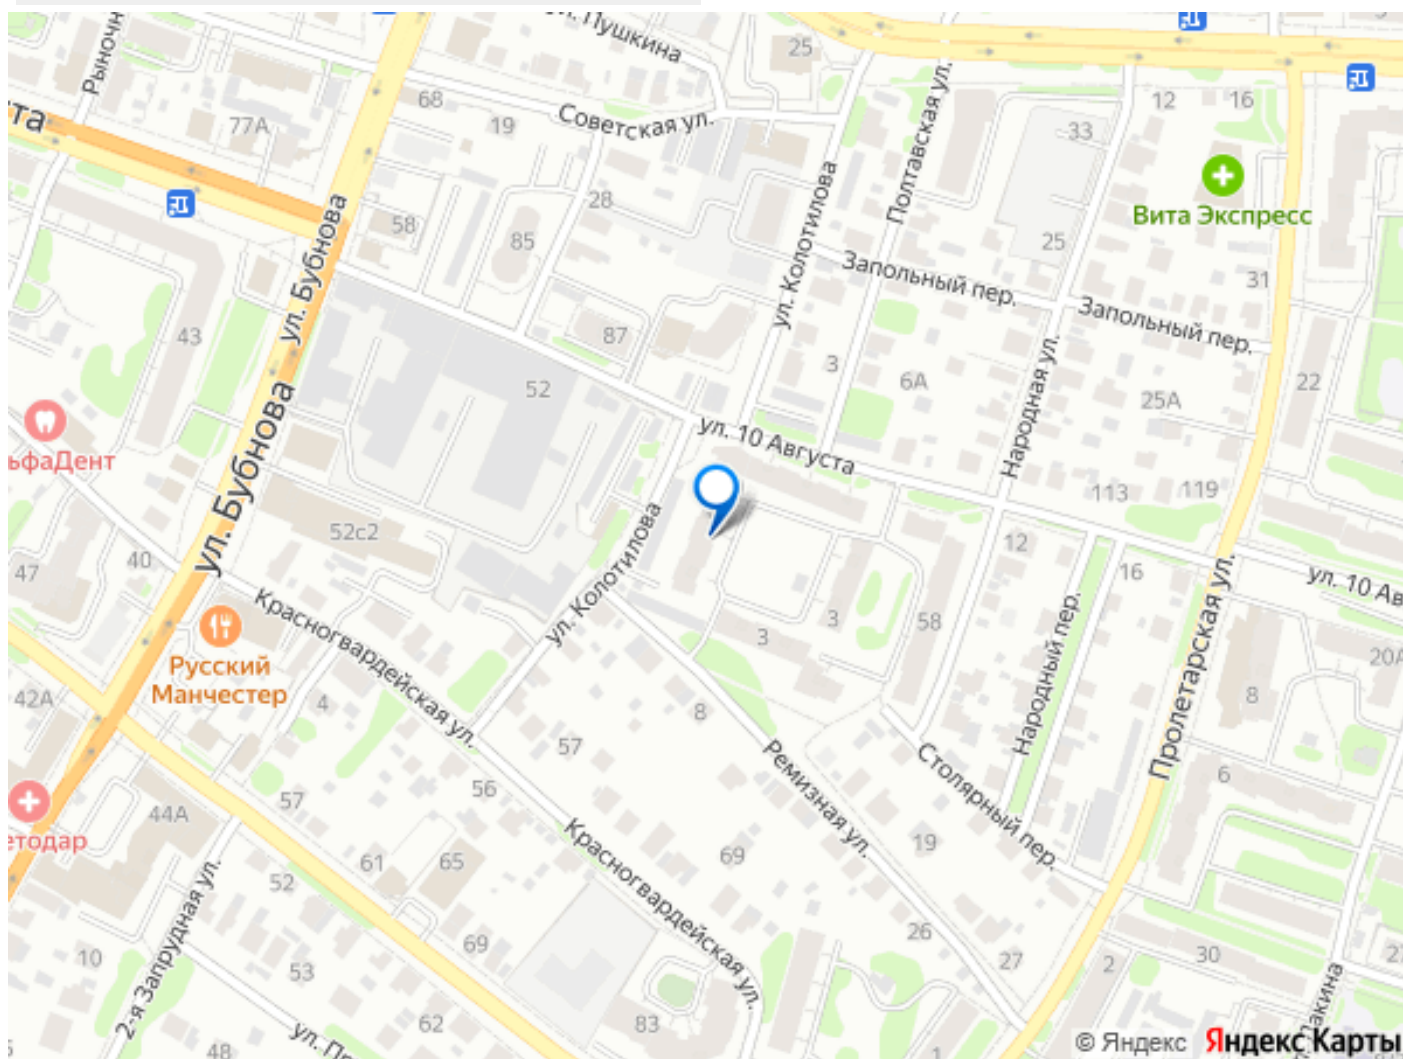 Рыночн
ул. Пушкина
25
68
77А
19
Советская ул.
33
12
16
Полтавская ул.
ста
28
58
85
ул. Бубнова
ул. Колотилова
Вита Экспресс
25
Запольный пер.
31
Запольный пер.
43
87
3
6А
22
52
25А
Народная ул.
ул. 10 Августа
ьфаДент
ул. Бубнова
113
119
52с2
40
47
12
16
ул. Колотилова
ул. 10 Ав
Красногвардейская ул.
3
3
58
Народный пер.
Пролетарская ул.
20А
Русский
Манчестер
42А
4
8
8
57
Столярный пер.
6
Ремизная ул.
56
57
44А
етодар
Красногвардейская ул.
61
65
69
19
52
2-я Запрудная ул.
69
26
27
30
2
10
53
62
83
48
ул. Пр
1
лакина
© Яндекс
Яндекс Карты